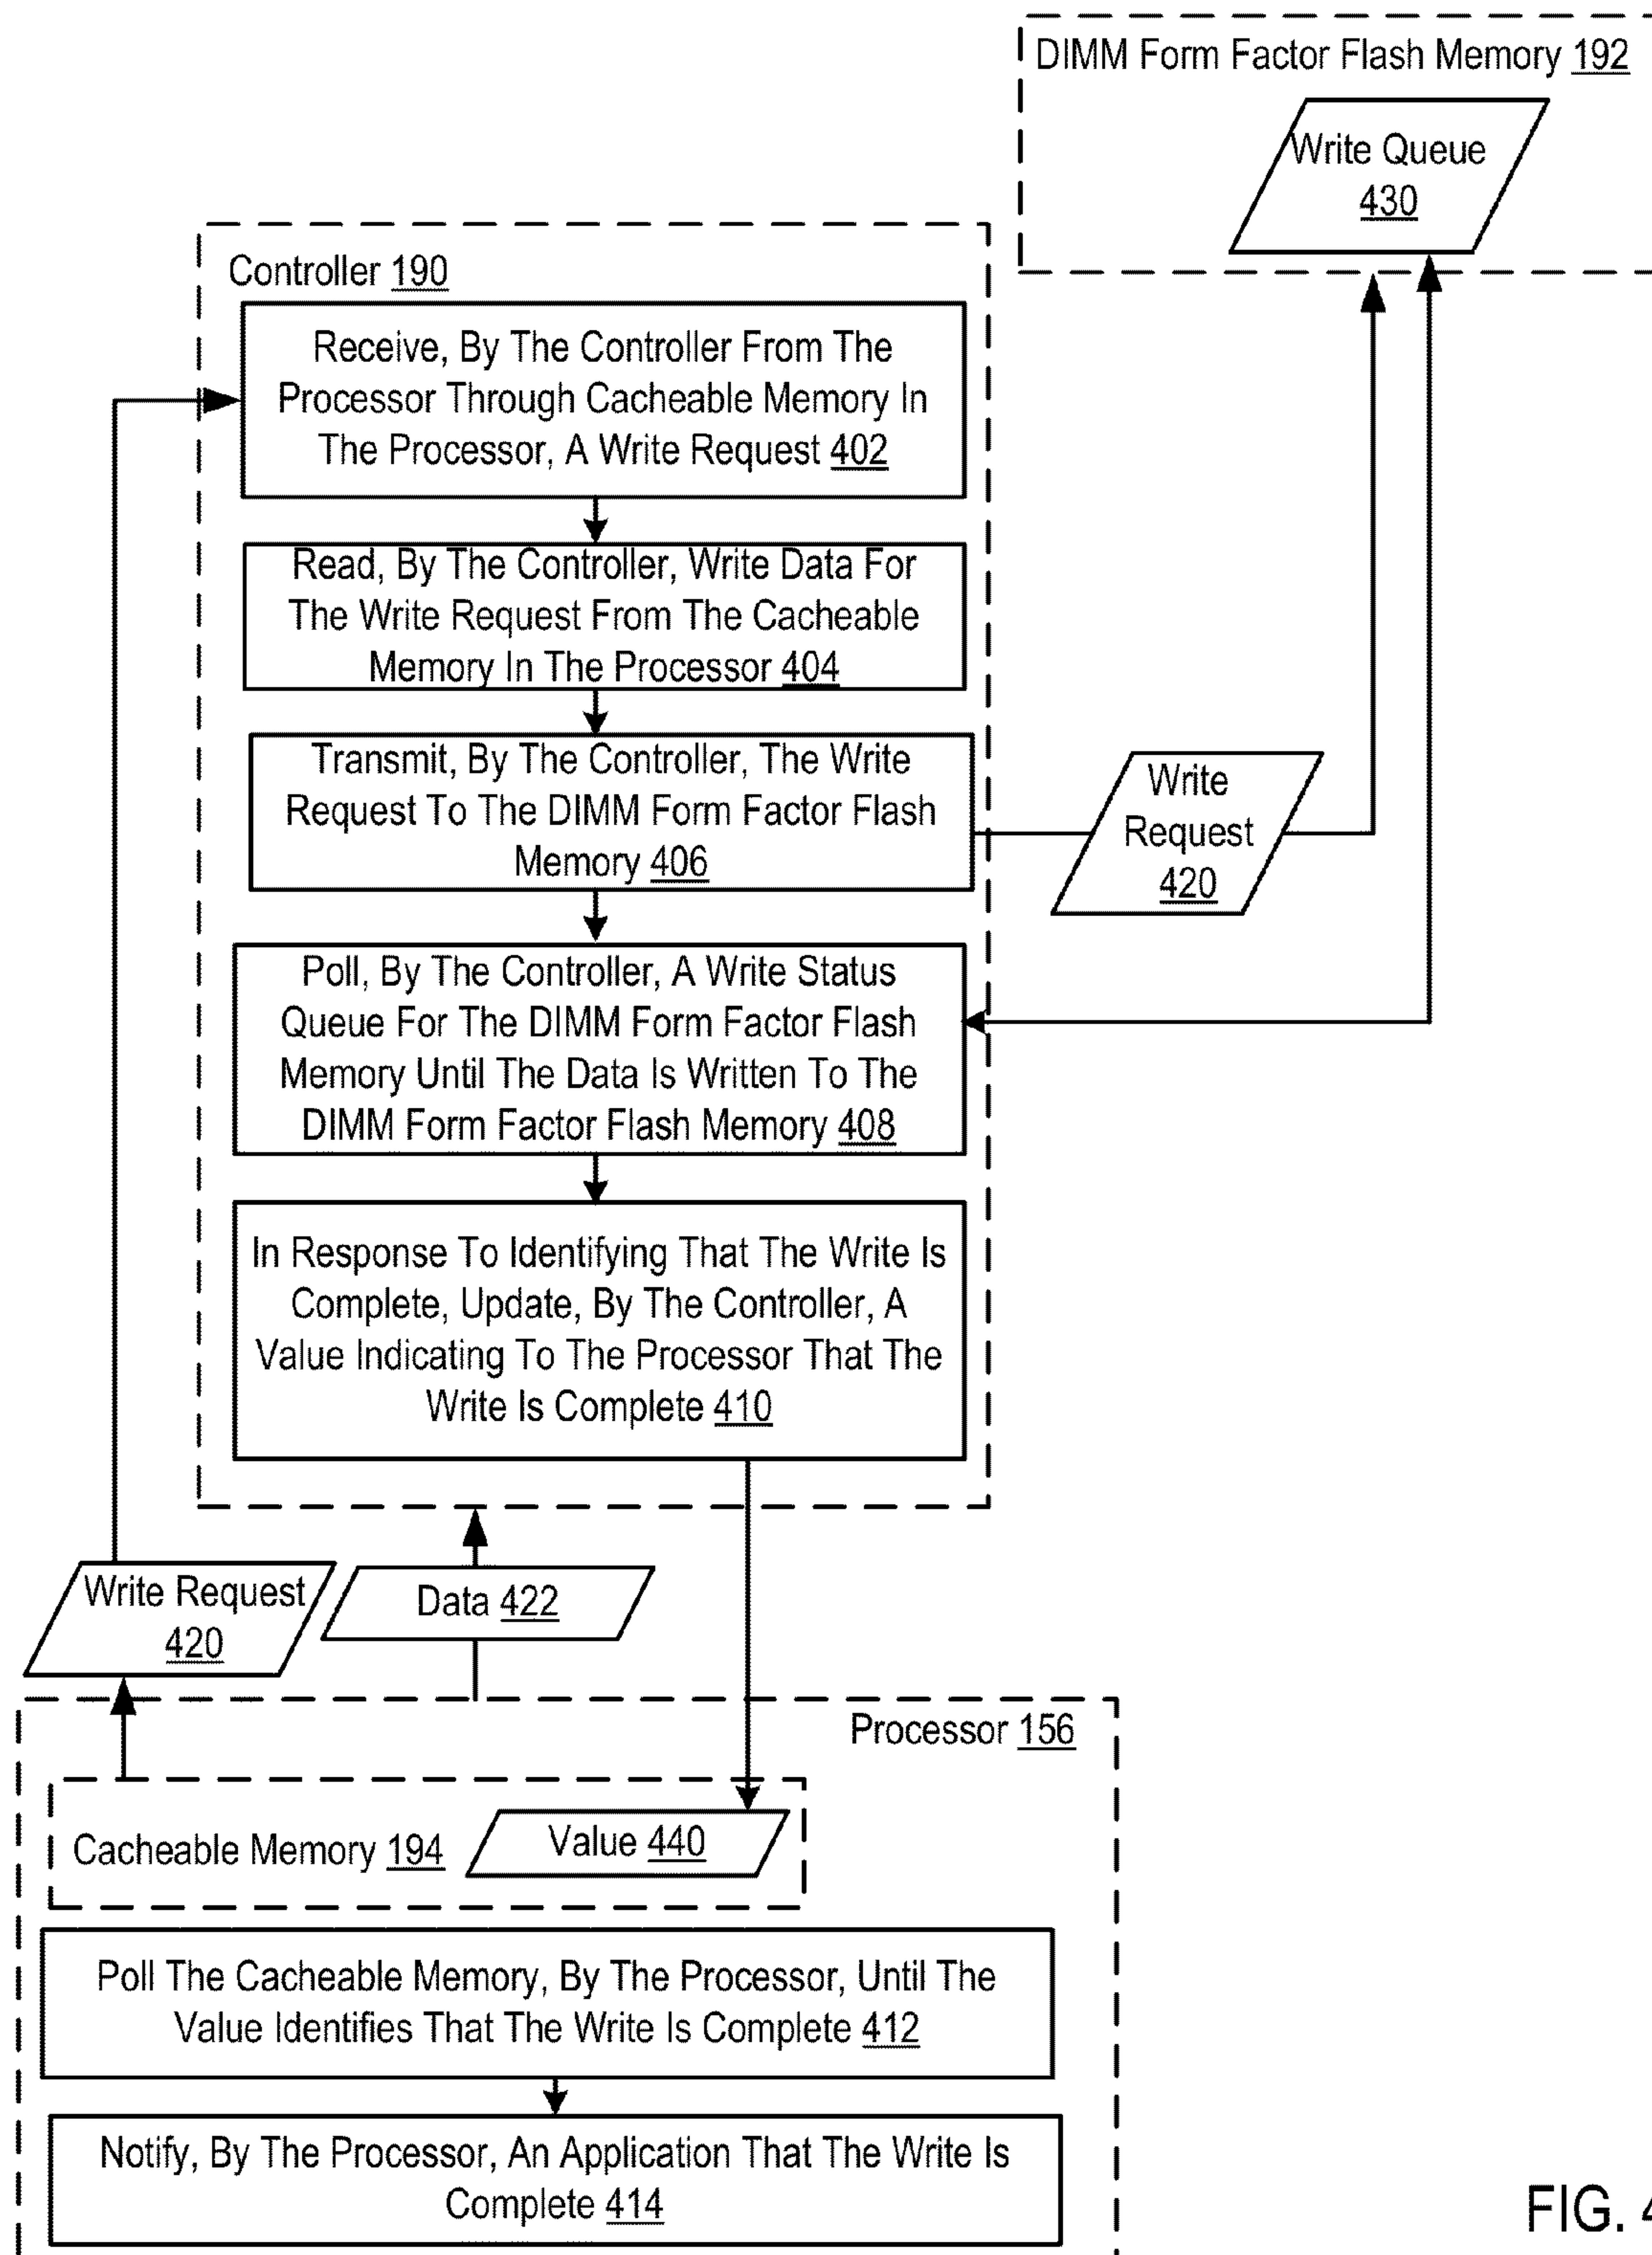 DIMM Form Factor Flash Memory 192
Write Queue
430
Controller 190
Receive, By The Controller From The
Processor Through Cacheable Memory In
The Processor, A Write Request 402
Read, By The Controller, Write Data For
The Write Request From The Cacheable
Memory In The Processor 404
Transmit, By The Controller, The Write
Request To The DIMM Form Factor Flash
Memory 406
Write
Request
420
Poll, By The Controller, A Write Status
Queue For The DIMM Form Factor Flash
Memory Until The Data Is Written To The
DIMM Form Factor Flash Memory 408
In Response To Identifying That The Write Is
Complete, Update, By The Controller, A
Value Indicating To The Processor That The
Write Is Complete 410
Write Request
420
Data 422
Processor 156
Cacheable Memory 194
Value 440
Poll The Cacheable Memory, By The Processor, Until The
Value Identifies That The Write Is Complete 412
Notify, By The Processor, An Application That The Write Is
Complete 414
FIG. 4